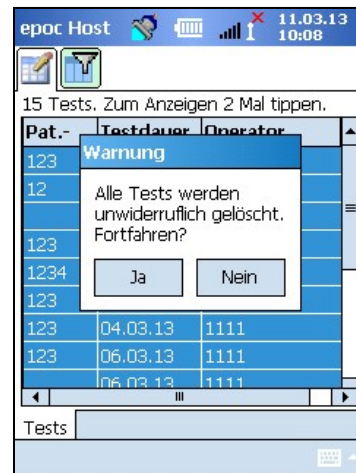 epoc Host
11.03.13
10:08
15 Tests. Zum Anzeigen 2 Mal tippen.
Pat.- Testdauer Operator
Warnung
Alle Tests werden
unwiderruflich gelöscht.
Fortfahren?
Ja Nein
123
12
123
1234
123
123 04.03.13 1111
123 06.03.13 1111
06.03.13 1111
Tests